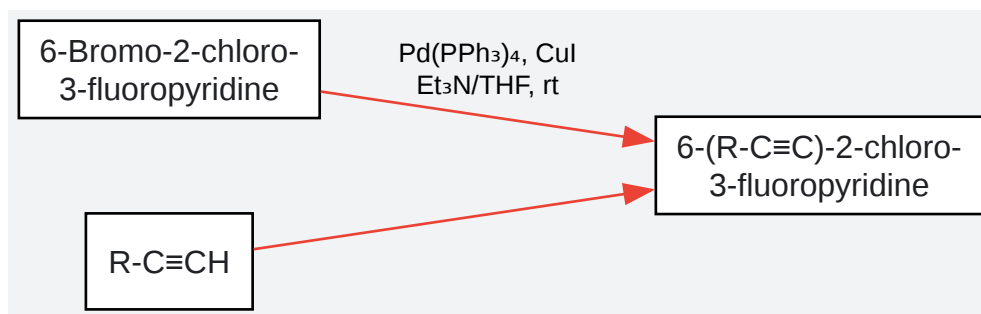 6-Bromo-2-chloro-
3-fluoropyridine
Pd(PPh₃)₄, CuI
Et₃N/THF, rt
6-(R-C≡C)-2-chloro-
3-fluoropyridine
R-C≡CH